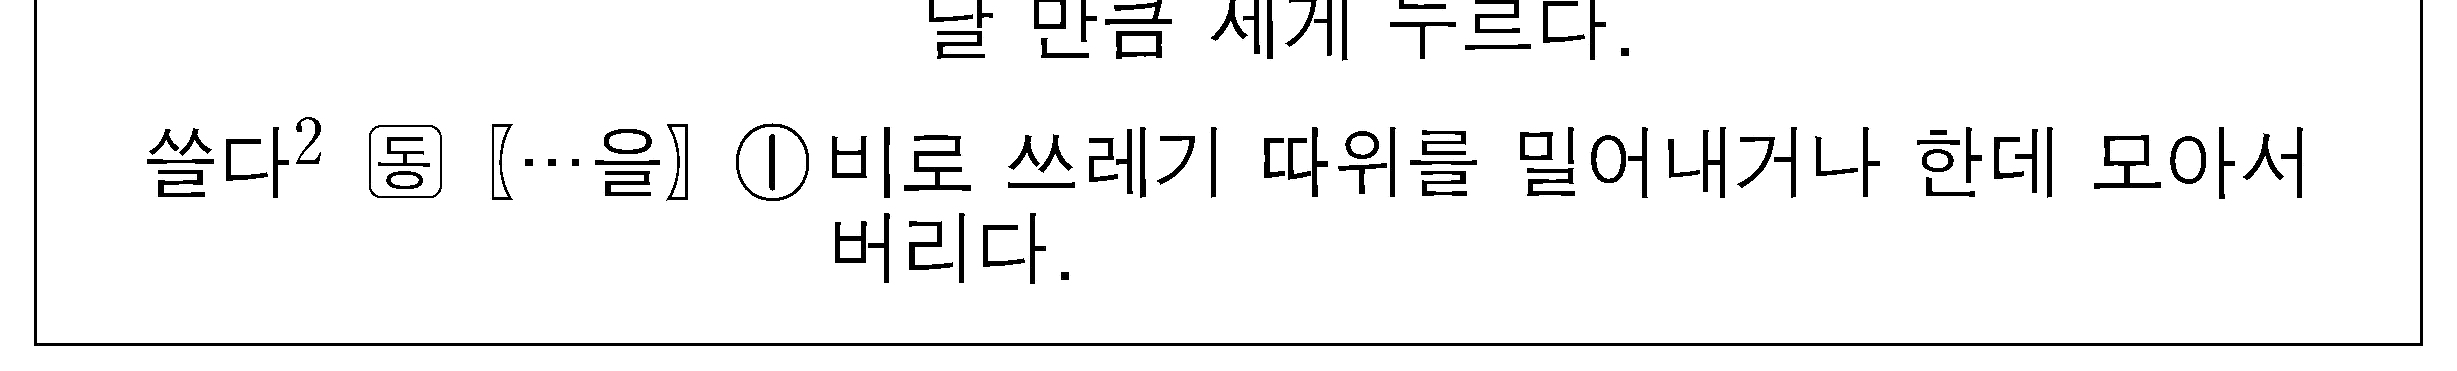 만큼 세게 누르다.
쓸다2 동 〖…을〗 ①비로 쓰레기 따위를 밀어내거나 한데 모아서
버리다.